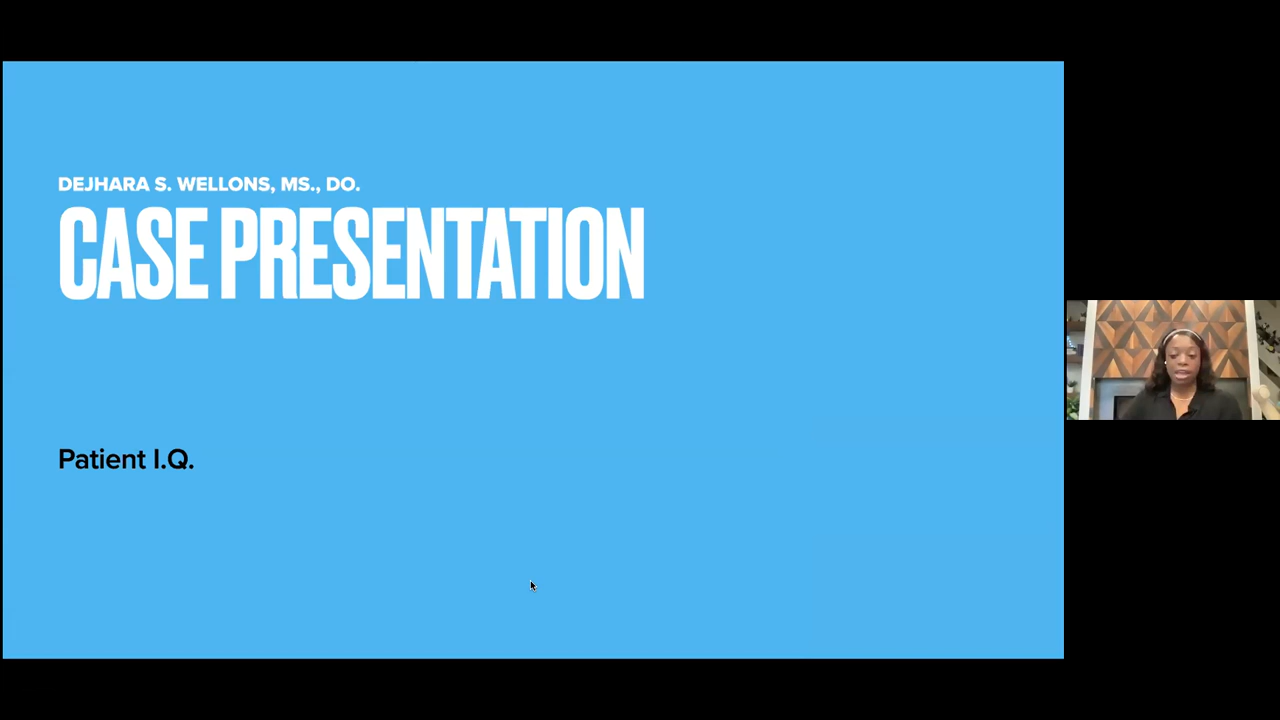 DEJHARA S. WELLONS, MS., DO.
CASE PRESENTATION
Patient I.Q.